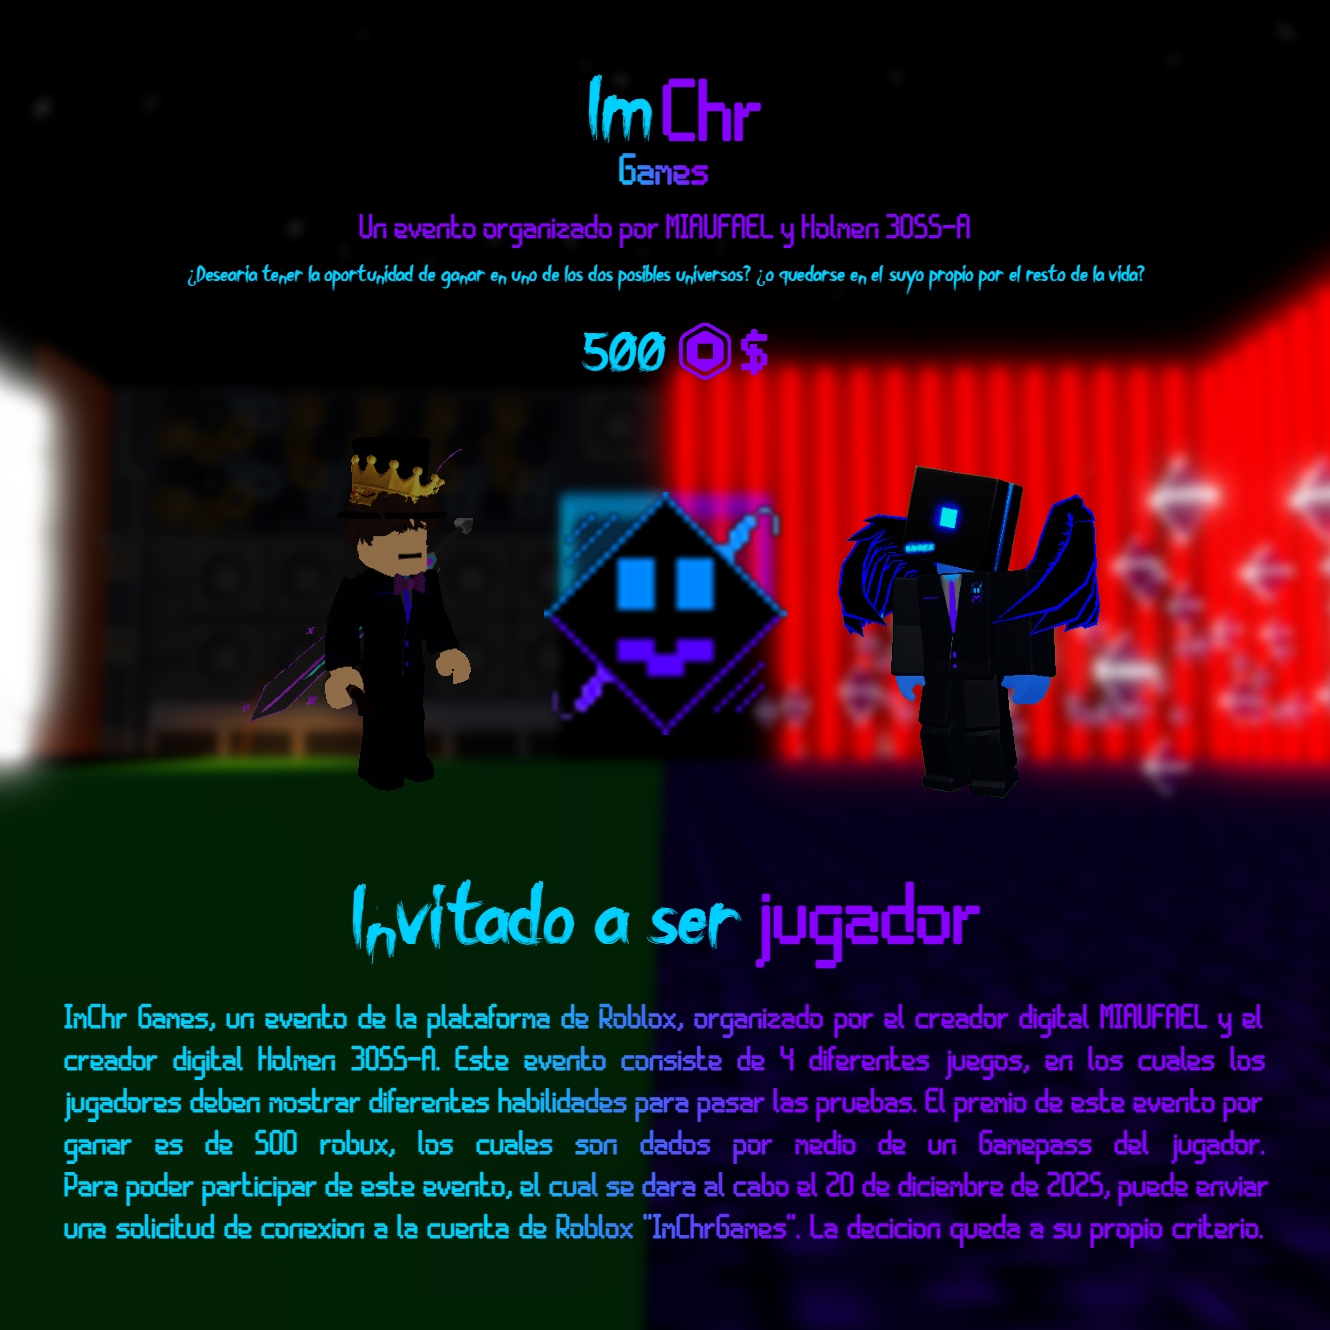 Im Chr
Games
Un evento organizado por MIAUFAEL y Holmen 30SS-A
¿Desearia tener la oportunidad de ganar en uno de los dos posibles universos? ¿o quedarse en el suyo propio por el resto de la vida?
500 $
Invitado a ser jugador
ImChr Games, un evento de la plataforma de Roblox, organizado por el creador digital MIAUFAEL y el
creador digital Holmen 30SS-A. Este evento consiste de 4 diferentes juegos, en los cuales los
jugadores deben mostrar diferentes habilidades para pasar las pruebas. El premio de este evento por
ganar es de 500 robux, los cuales son dados por medio de un Gamepass del jugador.
Para poder participar de este evento, el cual se dara al cabo el 20 de diciembre de 2025, puede enviar
una solicitud de conexion a la cuenta de Roblox "ImChrGames". La decicion queda a su propio criterio.